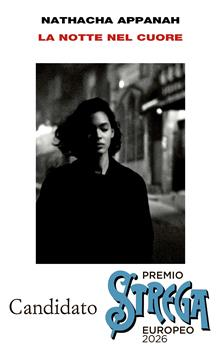 NATHACHA APPANAH
LA NOTTE NEL CUORE
Candidato
PREMIO
STREGA
EUROPEO
2026